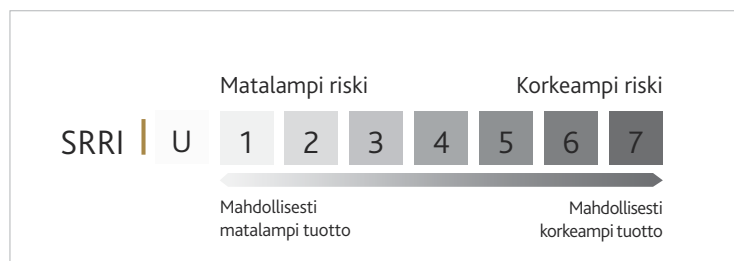 Matalampi riski Korkeampi riski
SRRI U 1 2 3 4 5 6 7
Mahdollisesti Mahdollisesti
matalampi tuotto korkeampi tuotto